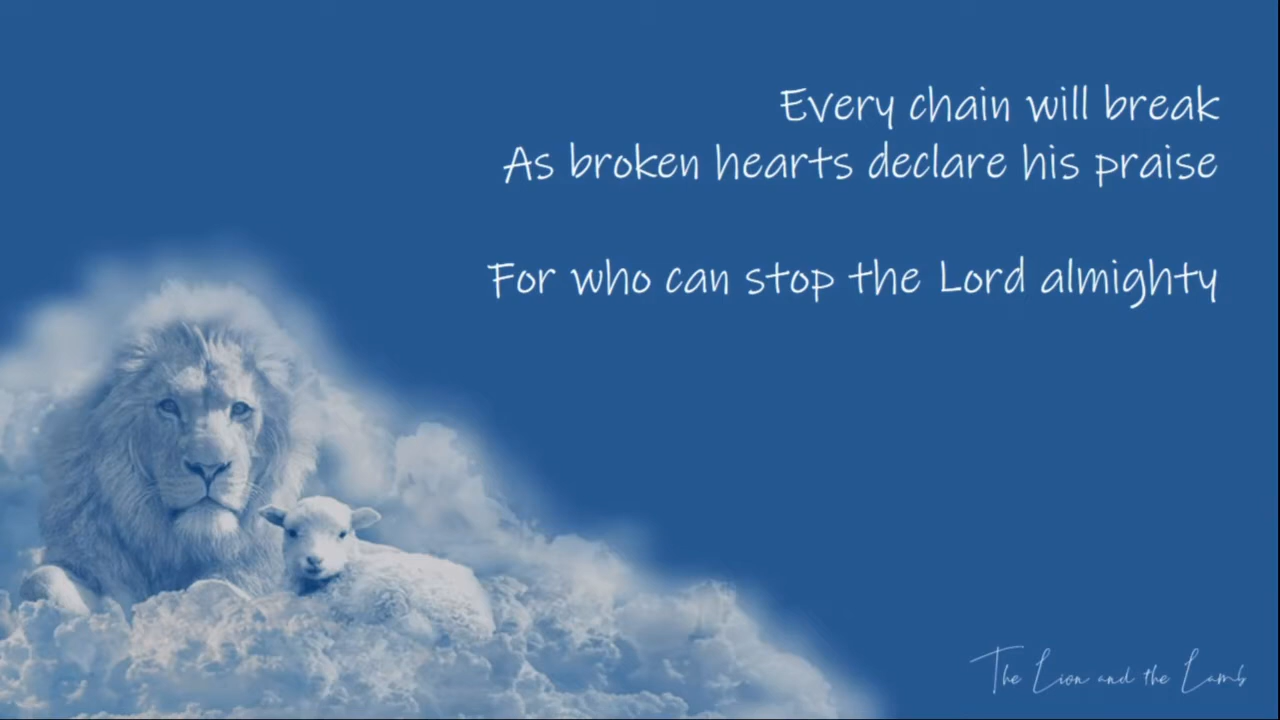 Every chain will break
As broken hearts declare his praise
For who can stop the Lord almighty
The Lion and the Lamb